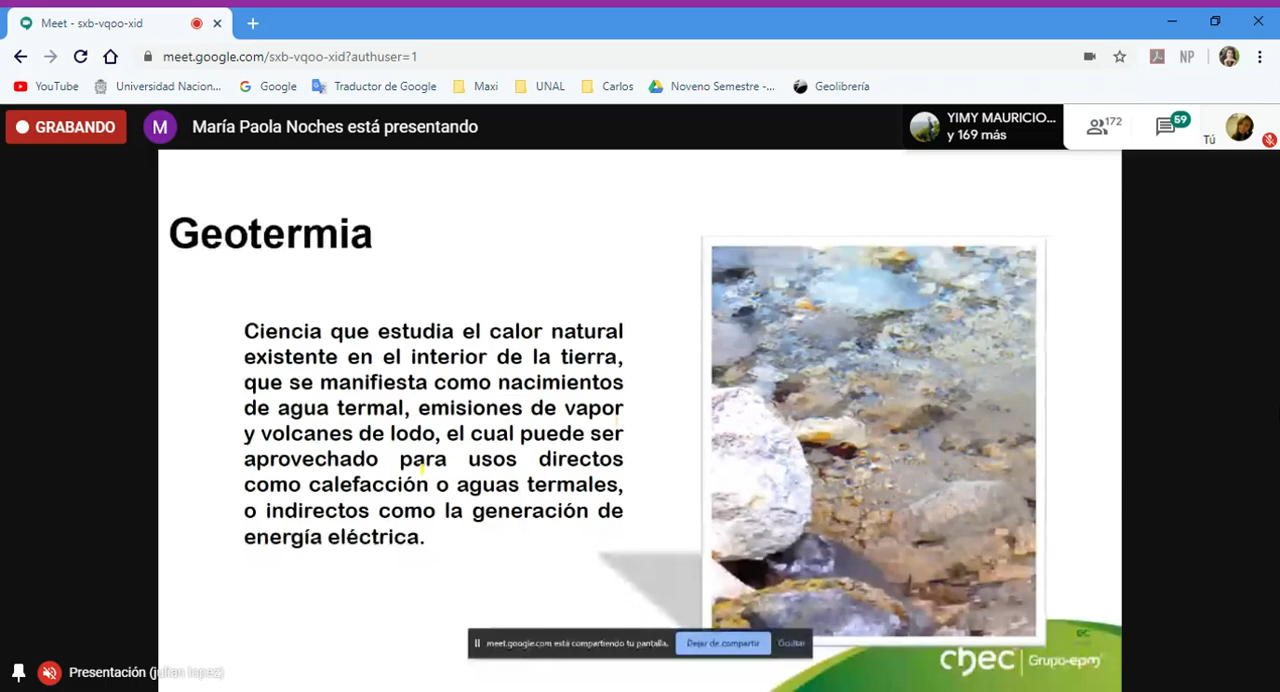 Meet - sxb-vqoo-xid
meet.google.com/sxb-vqoo-xid?authuser=1
NP
YouTube Universidad Nacion... Google Traductor de Google Maxi UNAL Carlos Noveno Semestre -... Geolibrería
GRABANDO
M
María Paola Noches está presentando
YIMY MAURICIO...
y 169 más
172
59
Tú
Geotermia
Ciencia que estudia el calor natural
existente en el interior de la tierra,
que se manifiesta como nacimientos
de agua termal, emisiones de vapor
y volcanes de lodo, el cual puede ser
aprovechado para usos directos
como calefacción o aguas termales,
o indirectos como la generación de
energía eléctrica.
meet.google.com está compartiendo tu pantalla.
Dejar de compartir
Ocultar
chec | Grupo·epm
Presentación (julian lopez)